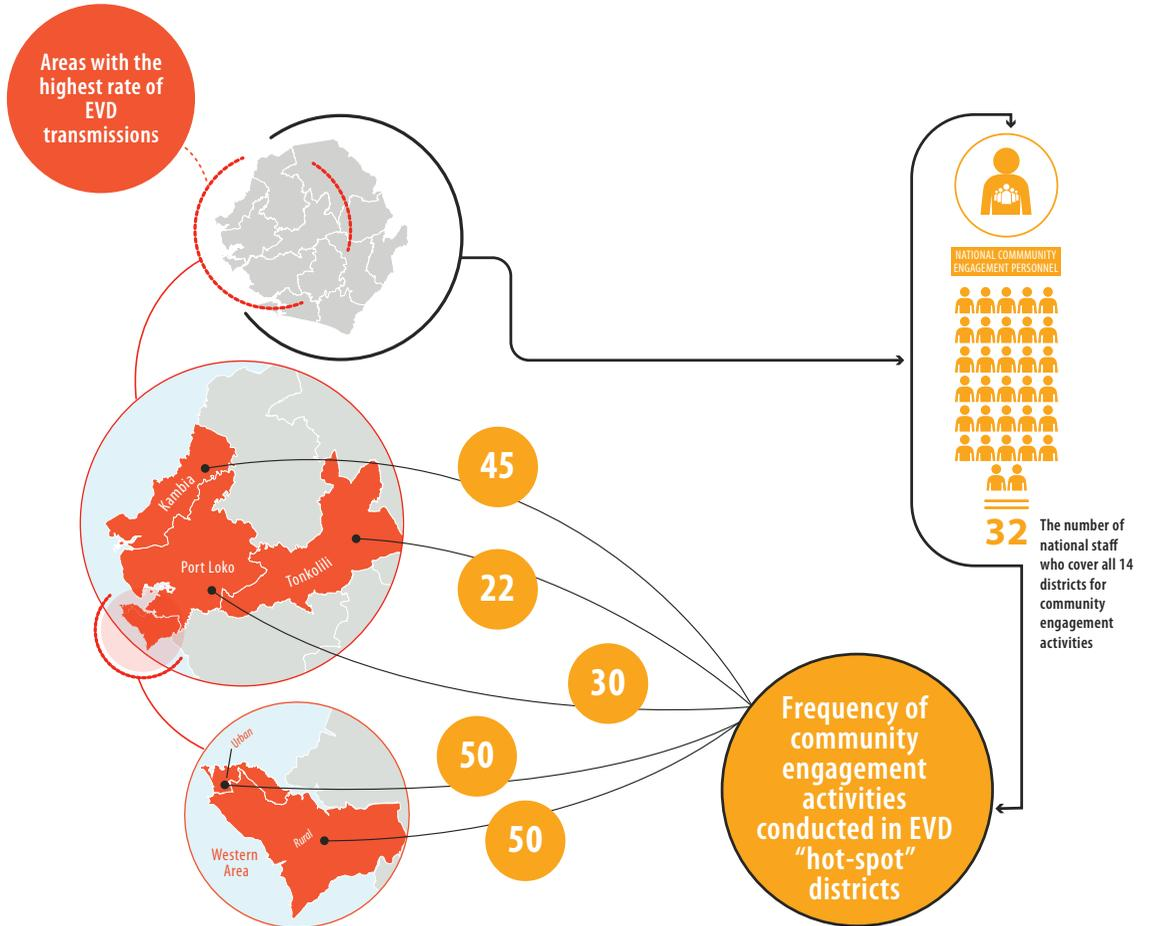 Areas with the
highest rate of
EVD
transmissions
NATIONAL COMMMUNITY
ENGAGEMENT PERSONNEL
32
The number of
national staff
who cover all 14
districts for
community
engagement
activities
Kambia
Port Loko
Tonkolili
45
22
30
50
50
Urban
Rural
Western
Area
Frequency of
community
engagement
activities
conducted in EVD
“hot-spot”
districts